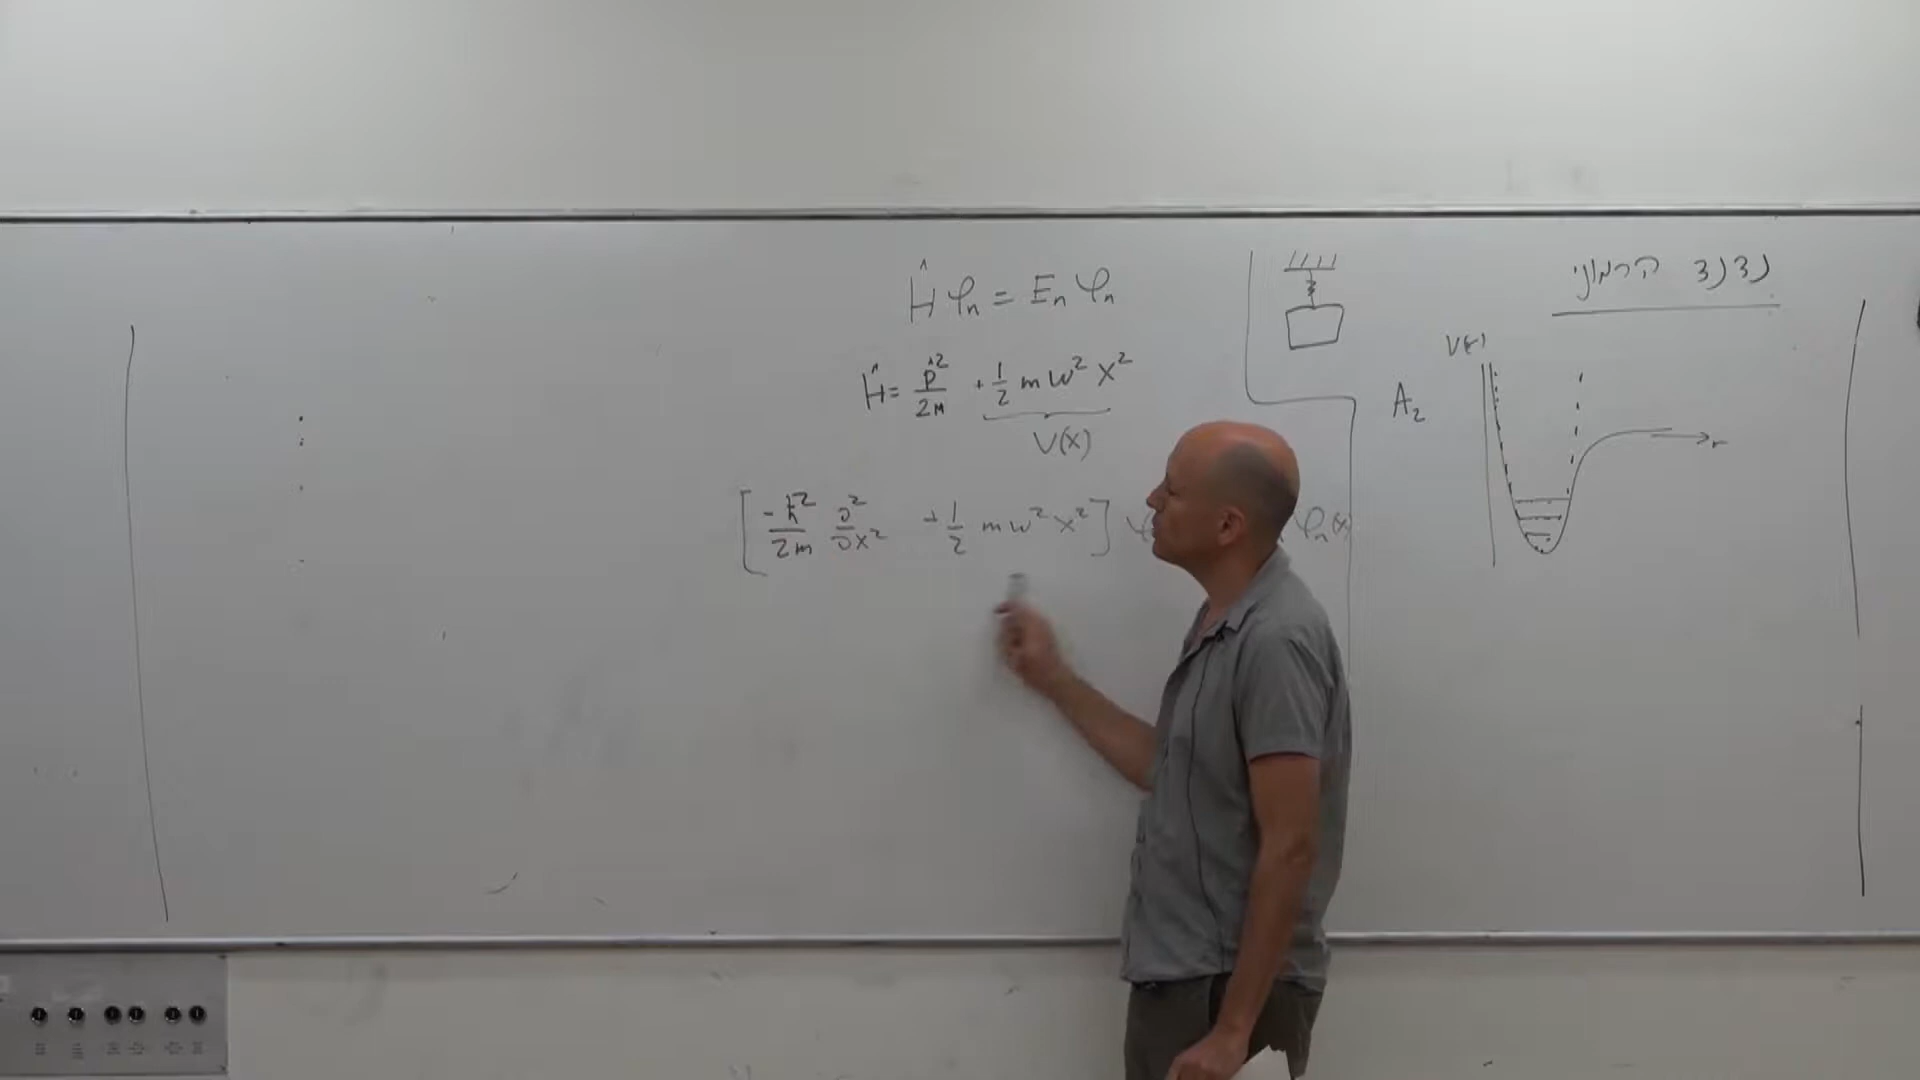 נדנד הרמוני
V(r)
A₂
r
Ĥ φₙ = Eₙ φₙ
Ĥ = p̂²/2m + 1/2 m ω² x²
V(x)
[ -ħ²/2m ∂²/∂x² + 1/2 m ω² x² ] φₙ(x)